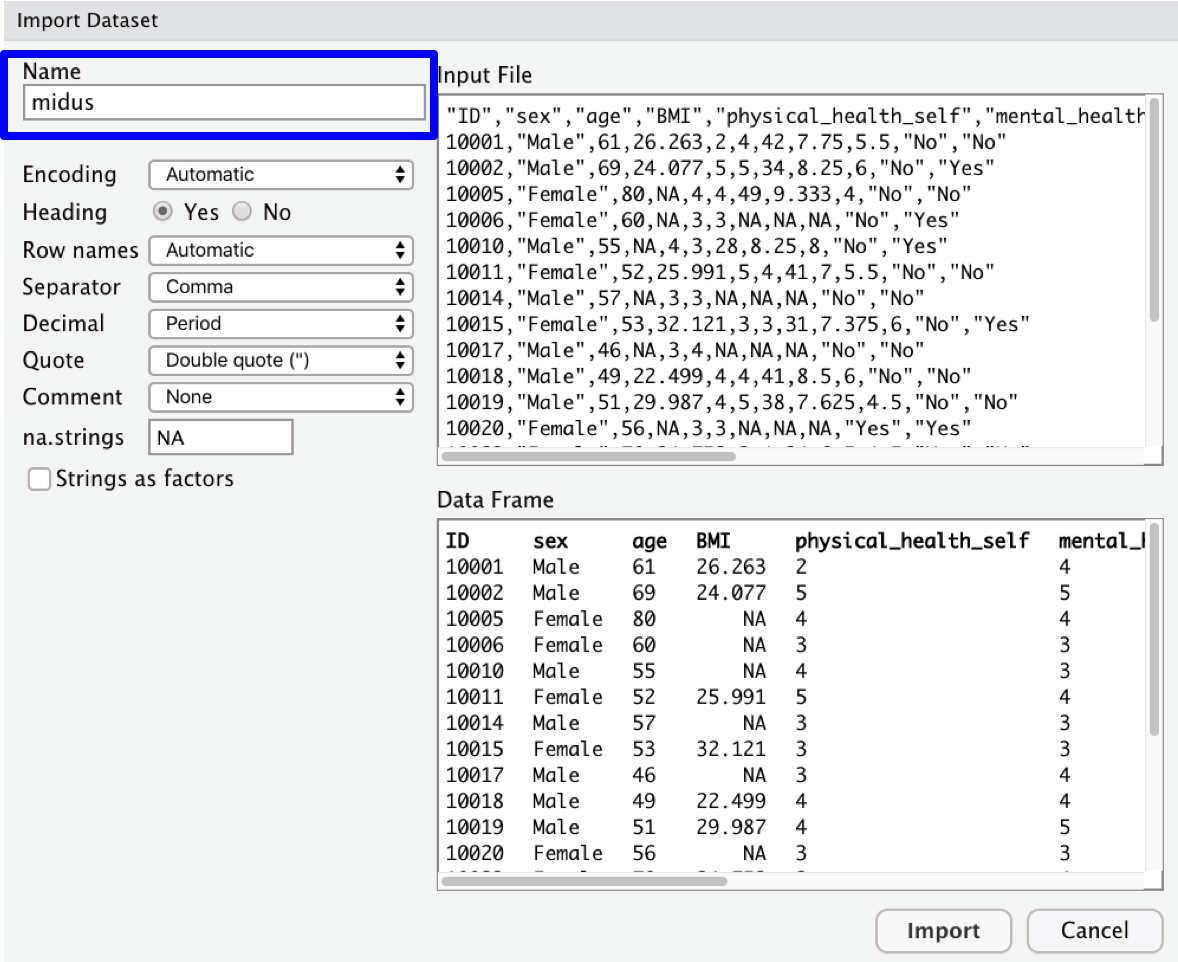 Import Dataset
Name
midus
Encoding Automatic
Heading Yes No
Row names Automatic
Separator Comma
Decimal Period
Quote Double quote (")
Comment None
na.strings NA
Strings as factors
Input File
"ID","sex","age","BMI","physical_health_self","mental_health
10001,"Male",61,26.263,2,4,42,7.75,5.5,"No","No"
10002,"Male",69,24.077,5,5,34,8.25,6,"No","Yes"
10005,"Female",80,NA,4,4,49,9.333,4,"No","No"
10006,"Female",60,NA,3,3,NA,NA,NA,"No","Yes"
10010,"Male",55,NA,4,3,28,8.25,8,"No","Yes"
10011,"Female",52,25.991,5,4,41,7,5.5,"No","No"
10014,"Male",57,NA,3,3,NA,NA,NA,"No","No"
10015,"Female",53,32.121,3,3,31,7.375,6,"No","Yes"
10017,"Male",46,NA,3,4,NA,NA,NA,"No","No"
10018,"Male",49,22.499,4,4,41,8.5,6,"No","No"
10019,"Male",51,29.987,4,5,38,7.625,4.5,"No","No"
10020,"Female",56,NA,3,3,NA,NA,NA,"Yes","Yes"
Data Frame
ID sex age BMI physical_health_self mental_
10001 Male 61 26.263 2 4
10002 Male 69 24.077 5 5
10005 Female 80 NA 4 4
10006 Female 60 NA 3 3
10010 Male 55 NA 4 3
10011 Female 52 25.991 5 4
10014 Male 57 NA 3 3
10015 Female 53 32.121 3 3
10017 Male 46 NA 3 4
10018 Male 49 22.499 4 4
10019 Male 51 29.987 4 5
10020 Female 56 NA 3 3
Import Cancel